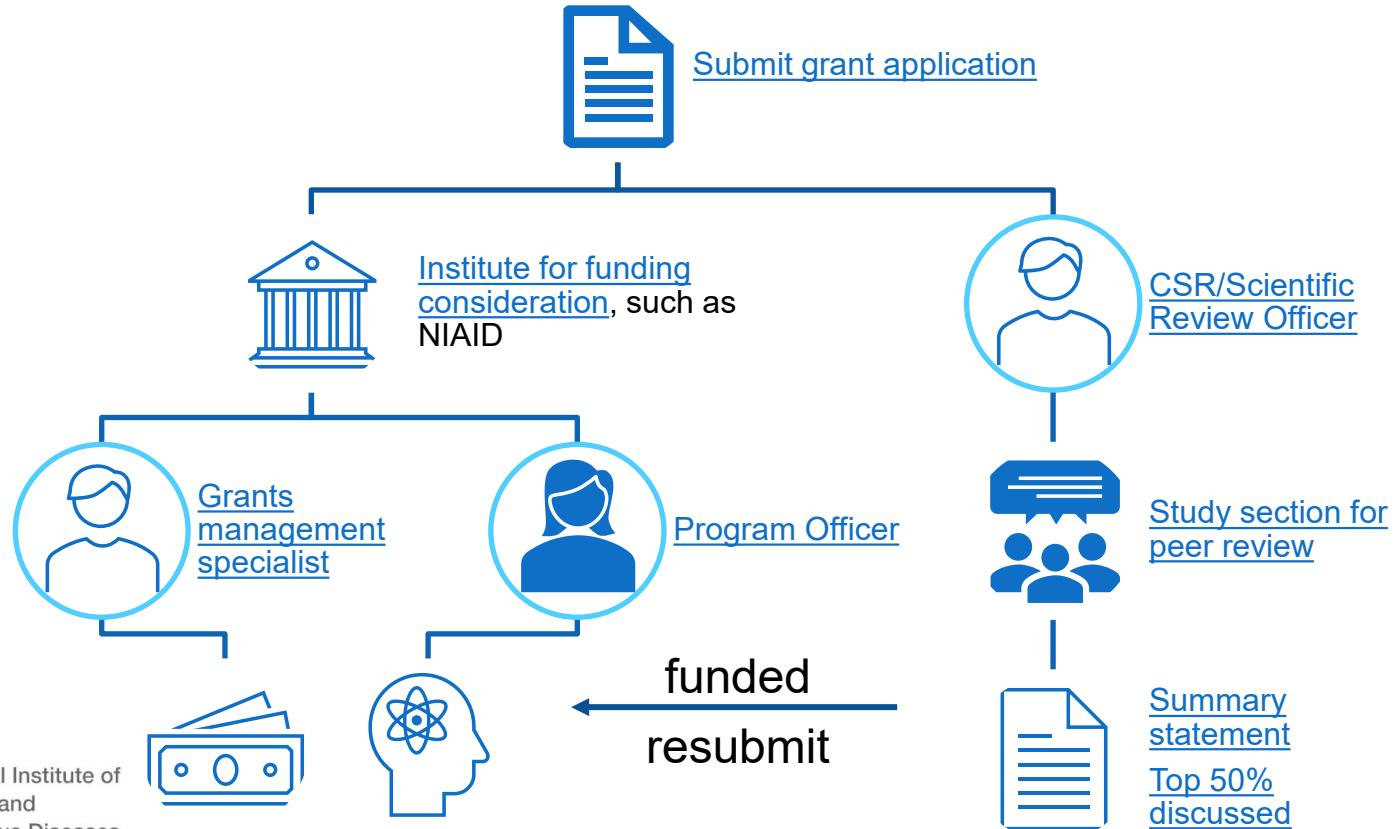 Submit grant application
Institute for funding
consideration, such as
NIAID
CSR/Scientific
Review Officer
Grants
management
specialist
Program Officer
Study section for
peer review
funded
resubmit
Summary
statement
Top 50%
discussed
Institute of
and
Diseases